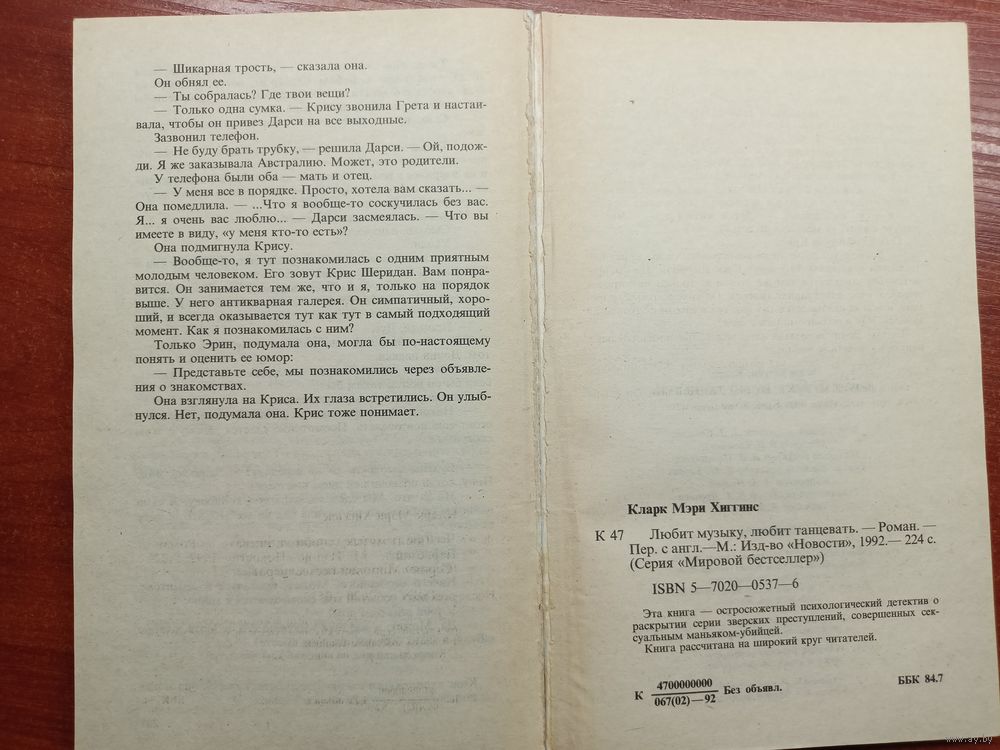 — Шикарная трость, — сказала она.
Он обнял ее.
— Ты собралась? Где твои вещи?
— Только одна сумка. — Крису звонила Грета и настаи-
вала, чтобы он привез Дарси на все выходные.
Зазвонил телефон.
— Не буду брать трубку, — решила Дарси. — Ой, подож-
ди. Я же заказывала Австралию. Может, это родители.
У телефона были оба — мать и отец.
— У меня все в порядке. Просто, хотела вам сказать... —
Она помедлила. — ...Что я вообще-то соскучилась без вас.
Я... я очень вас люблю... — Дарси засмеялась. — Что вы
имеете в виду, «у меня кто-то есть»?
Она подмигнула Крису.
— Вообще-то, я тут познакомилась с одним приятным
молодым человеком. Его зовут Крис Шеридан. Вам понра-
вится. Он занимается тем же, что и я, только на порядок
выше. У него антикварная галерея. Он симпатичный, хоро-
ший, и всегда оказывается тут как тут в самый подходящий
момент. Как я познакомилась с ним?
Только Эрин, подумала она, могла бы по-настоящему
понять и оценить ее юмор:
— Представьте себе, мы познакомились через объявле-
ния о знакомствах.
Она взглянула на Криса. Их глаза встретились. Он улыб-
нулся. Нет, подумала она. Крис тоже понимает.
Кларк Мэри Хиггинс
К 47 Любит музыку, любит танцевать. — Роман. —
Пер. с англ.—М.: Изд-во «Новости», 1992.— 224 с.
(Серия «Мировой бестселлер»)
ISBN 5—7020—0537—6
Эта книга — остросюжетный психологический детектив о
раскрытии серии зверских преступлений, совершенных сек-
суальным маньяком-убийцей.
Книга рассчитана на широкий круг читателей.
К 4700000000
067(02)—92 Без объявл.
ББК 84.7
www.ay.by